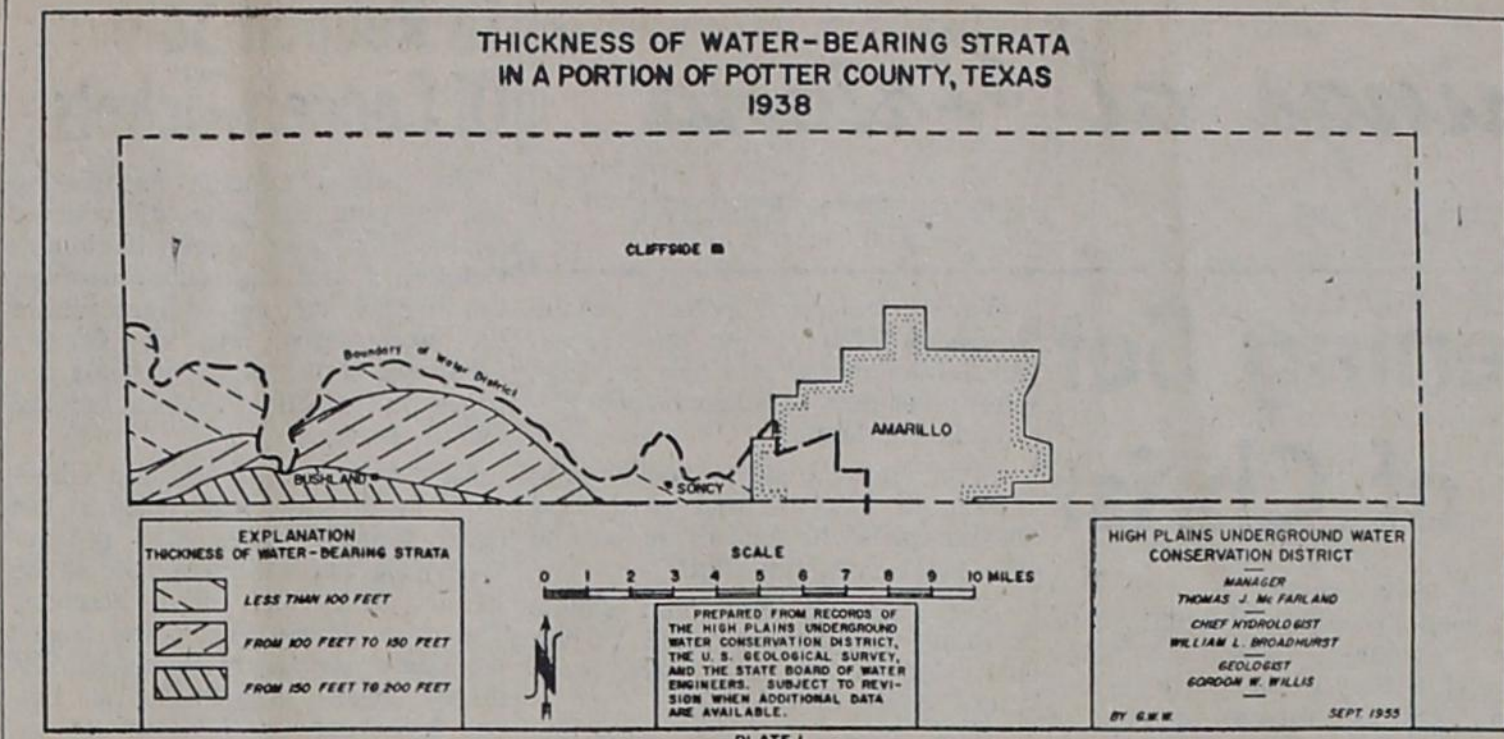 THICKNESS OF WATER-BEARING STRATA
IN A PORTION OF POTTER COUNTY, TEXAS
1938
CLIFFSIDE
Boundary of Water District
AMARILLO
BUSHLAND
SONCY
EXPLANATION
THICKNESS OF WATER-BEARING STRATA
LESS THAN 100 FEET
FROM 100 FEET TO 150 FEET
FROM 150 FEET TO 200 FEET
SCALE
0 1 2 3 4 5 6 7 8 9 10 MILES
PREPARED FROM RECORDS OF
THE HIGH PLAINS UNDERGROUND
WATER CONSERVATION DISTRICT,
THE U. S. GEOLOGICAL SURVEY,
AND THE STATE BOARD OF WATER
ENGINEERS. SUBJECT TO REVI-
SION WHEN ADDITIONAL DATA
ARE AVAILABLE.
HIGH PLAINS UNDERGROUND WATER
CONSERVATION DISTRICT
MANAGER
THOMAS J. McFARLAND
CHIEF HYDROLOGIST
WILLIAM L. BROADHURST
GEOLOGIST
GORDON W. WILLIS
BY G.W.W. SEPT. 1955
PLATE I